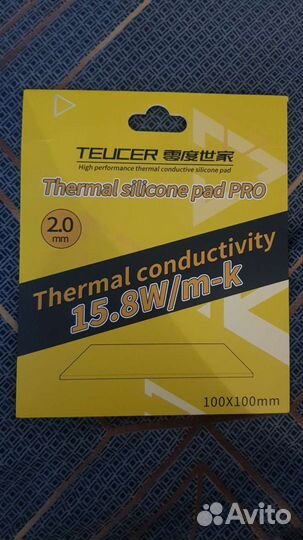 TEUCER 零度世家
High performance thermal conductive silicone pad
Thermal silicone pad PRO
2.0
mm
Thermal conductivity
15.8W/m-k
100X100mm
Avito